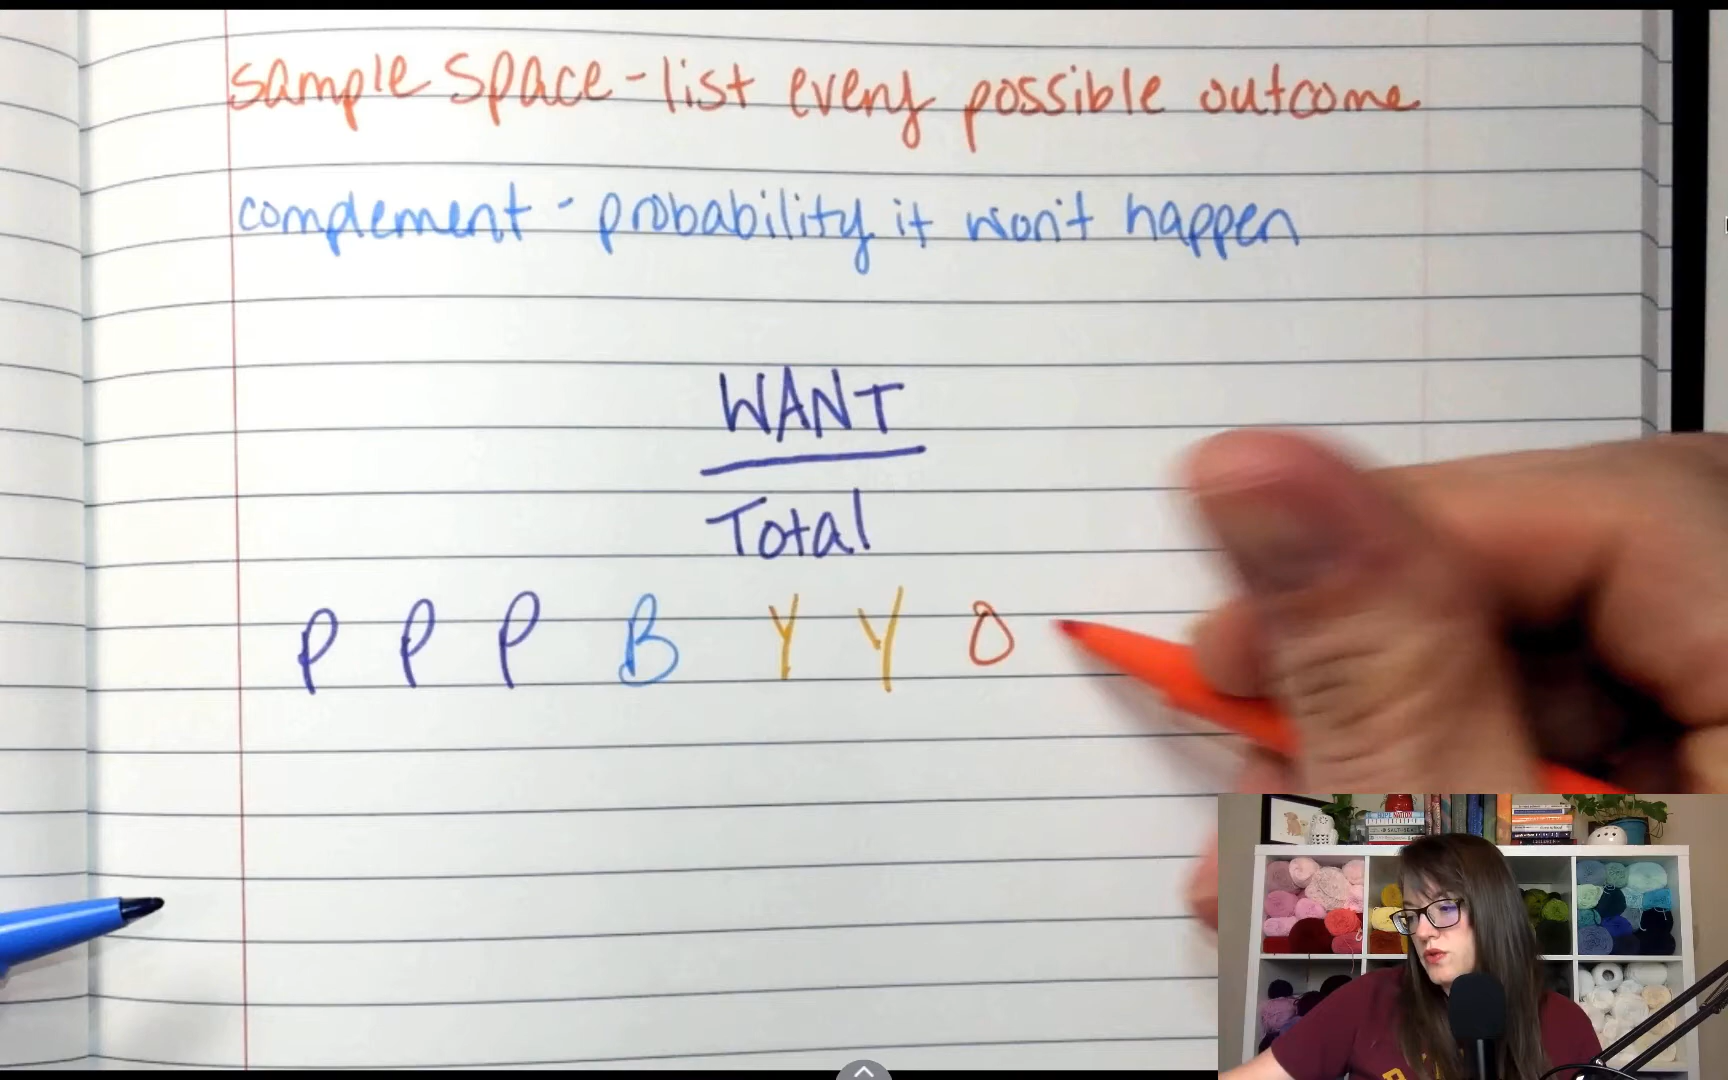 sample space - list every possible outcome
complement - probability it won't happen
WANT
Total
P P P B Y Y O